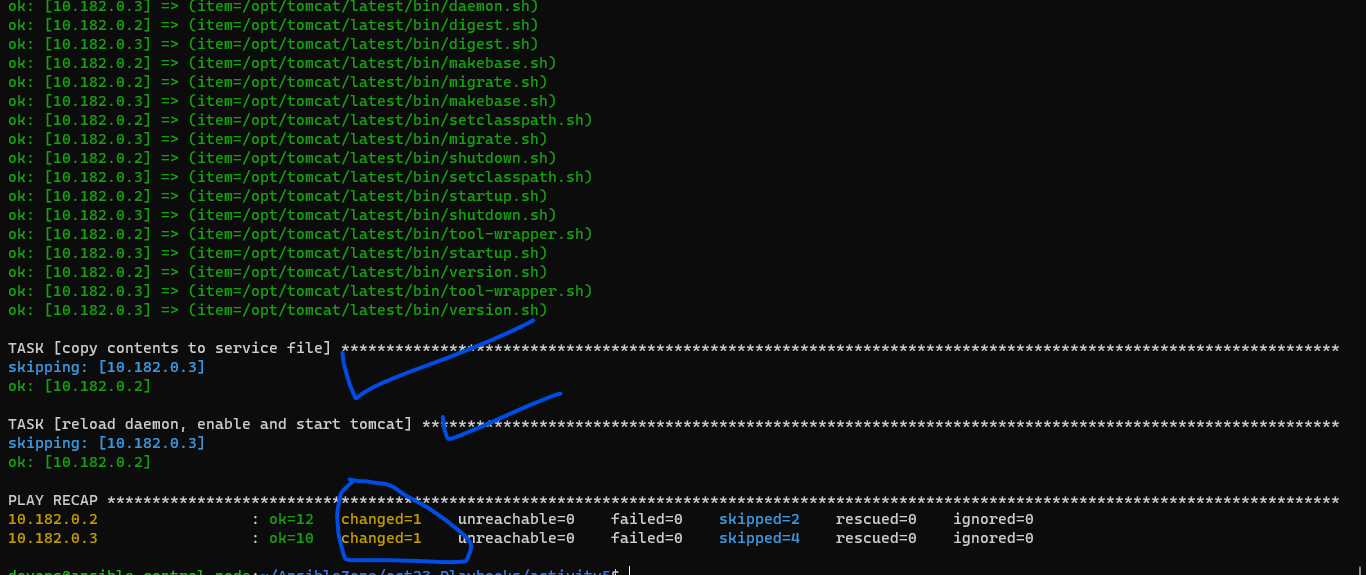 ok: [10.182.0.3] => (item=/opt/tomcat/latest/bin/daemon.sh)
ok: [10.182.0.2] => (item=/opt/tomcat/latest/bin/digest.sh)
ok: [10.182.0.3] => (item=/opt/tomcat/latest/bin/digest.sh)
ok: [10.182.0.2] => (item=/opt/tomcat/latest/bin/makebase.sh)
ok: [10.182.0.2] => (item=/opt/tomcat/latest/bin/migrate.sh)
ok: [10.182.0.3] => (item=/opt/tomcat/latest/bin/makebase.sh)
ok: [10.182.0.2] => (item=/opt/tomcat/latest/bin/setclasspath.sh)
ok: [10.182.0.3] => (item=/opt/tomcat/latest/bin/migrate.sh)
ok: [10.182.0.2] => (item=/opt/tomcat/latest/bin/shutdown.sh)
ok: [10.182.0.3] => (item=/opt/tomcat/latest/bin/setclasspath.sh)
ok: [10.182.0.2] => (item=/opt/tomcat/latest/bin/startup.sh)
ok: [10.182.0.3] => (item=/opt/tomcat/latest/bin/shutdown.sh)
ok: [10.182.0.2] => (item=/opt/tomcat/latest/bin/tool-wrapper.sh)
ok: [10.182.0.3] => (item=/opt/tomcat/latest/bin/startup.sh)
ok: [10.182.0.2] => (item=/opt/tomcat/latest/bin/version.sh)
ok: [10.182.0.3] => (item=/opt/tomcat/latest/bin/tool-wrapper.sh)
ok: [10.182.0.3] => (item=/opt/tomcat/latest/bin/version.sh)
TASK [copy contents to service file] ***************************************************************************************************************
skipping: [10.182.0.3]
ok: [10.182.0.2]
TASK [reload daemon, enable and start tomcat] ******************************************************************************************************
skipping: [10.182.0.3]
ok: [10.182.0.2]
PLAY RECAP *****************************************************************************************************************************************
10.182.0.2 : ok=12 changed=1 unreachable=0 failed=0 skipped=2 rescued=0 ignored=0
10.182.0.3 : ok=10 changed=1 unreachable=0 failed=0 skipped=4 rescued=0 ignored=0